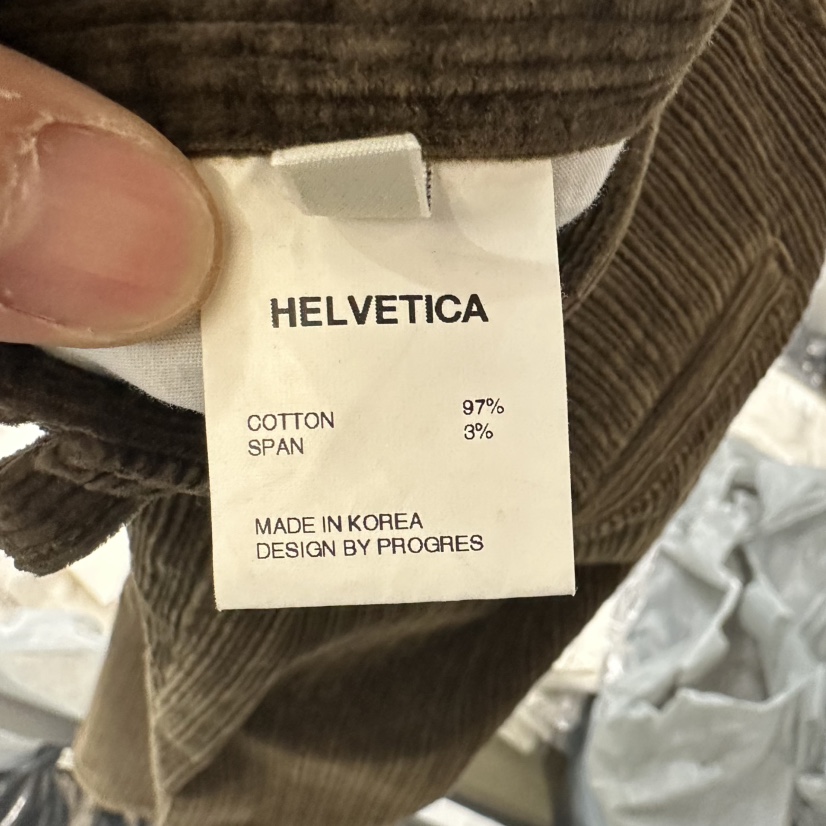 HELVETICA
COTTON 97%
SPAN 3%
MADE IN KOREA
DESIGN BY PROGRES